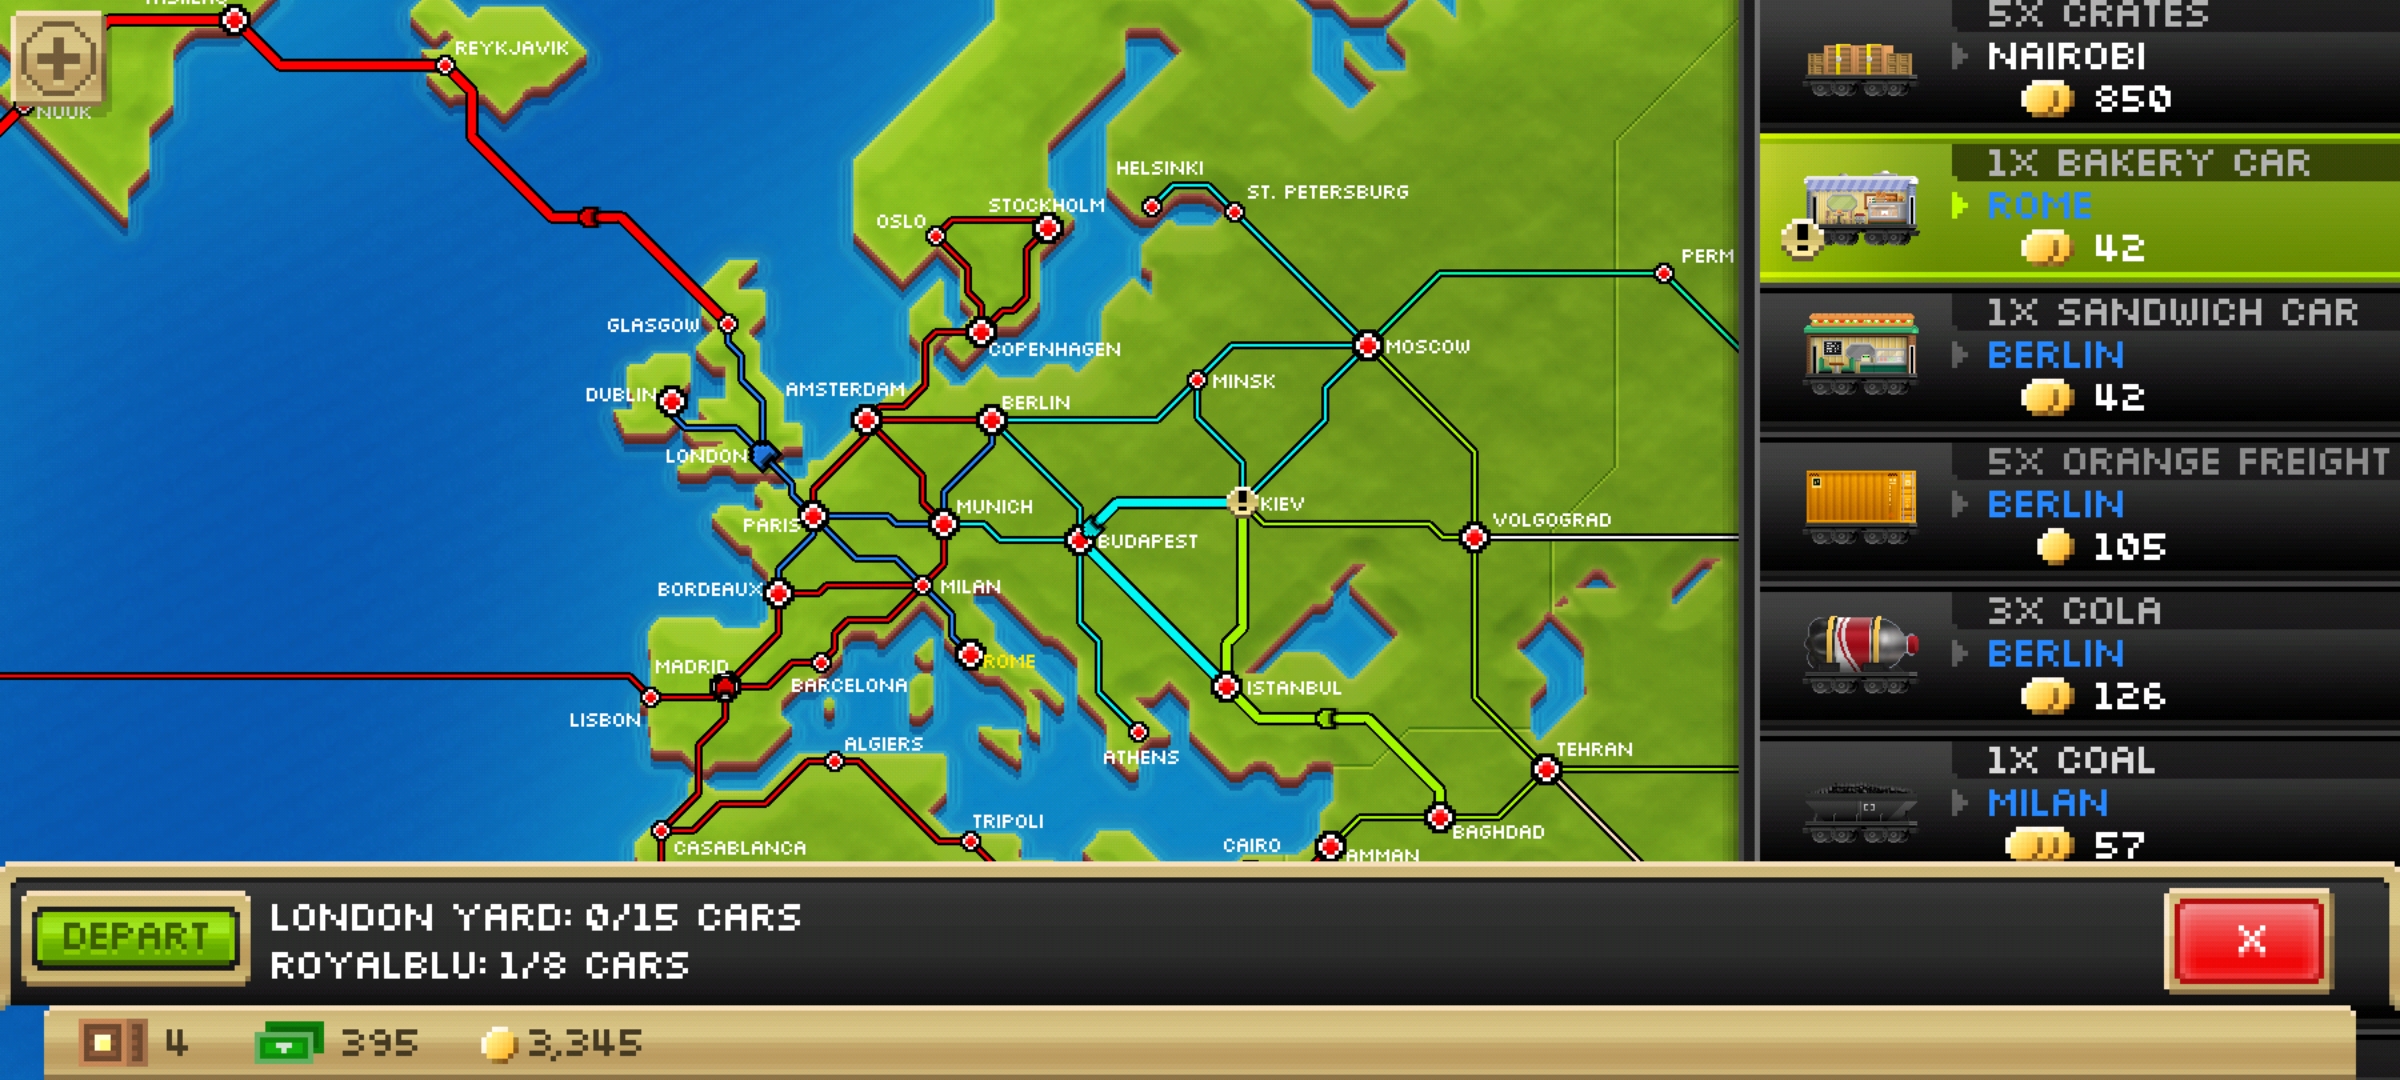 REYKJAVIK
NUUK
HELSINKI
ST. PETERSBURG
STOCKHOLM
OSLO
PERM
GLASGOW
COPENHAGEN
MOSCOW
MINSK
AMSTERDAM
DUBLIN
BERLIN
LONDON
MUNICH
KIEV
PARIS
VOLGOGRAD
BUDAPEST
BORDEAUX
MILAN
MADRID
ROME
BARCELONA
ISTANBUL
LISBON
ALGIERS
ATHENS
TEHRAN
TRIPOLI
CASABLANCA
CAIRO
BAGHDAD
AMMAN
5X CRATES
NAIROBI
850
1X BAKERY CAR
ROME
42
1X SANDWICH CAR
BERLIN
42
5X ORANGE FREIGHT
BERLIN
105
3X COLA
BERLIN
126
1X COAL
MILAN
57
DEPART
LONDON YARD: 0/15 CARS
ROYALBLU: 1/8 CARS
X
4
395
3,345